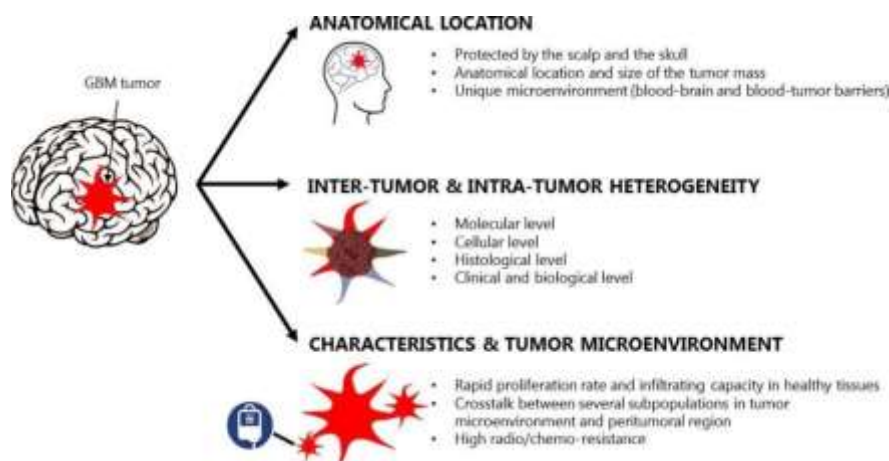 ANATOMICAL LOCATION
• Protected by the scalp and the skull
• Anatomical location and size of the tumor mass
• Unique microenvironment (blood-brain and blood-tumor barriers)
GBM tumor
INTER-TUMOR & INTRA-TUMOR HETEROGENEITY
• Molecular level
• Cellular level
• Histological level
• Clinical and biological level
CHARACTERISTICS & TUMOR MICROENVIRONMENT
• Rapid proliferation rate and infiltrating capacity in healthy tissues
• Crosstalk between several subpopulations in tumor
microenvironment and peritumoral region
• High radio/chemo-resistance